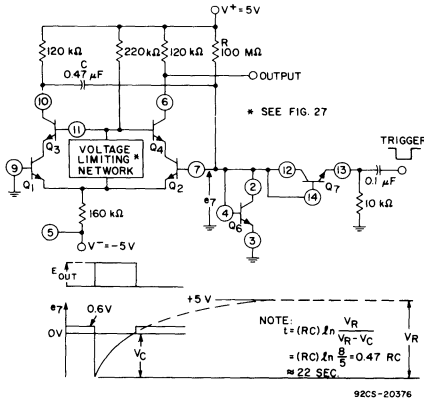 V+ = 5V
120 kΩ
220kΩ
120 kΩ
R
100 MΩ
C
0.47 µF
OUTPUT
10
6
* SEE FIG. 27
11
Q3
Q4
TRIGGER
VOLTAGE
LIMITING *
NETWORK
9
Q1
Q2
7
12
13
0.1 µF
Q7
14
e7
2
4
Q6
3
10 kΩ
160 kΩ
5
V- = -5V
EOUT
e7
0.6V
0V
+5 V
VC
NOTE:
t = (RC) ln VR / VR - VC
= (RC) ln 8/5 = 0.47 RC
≈ 22 SEC.
VR
92CS-20376